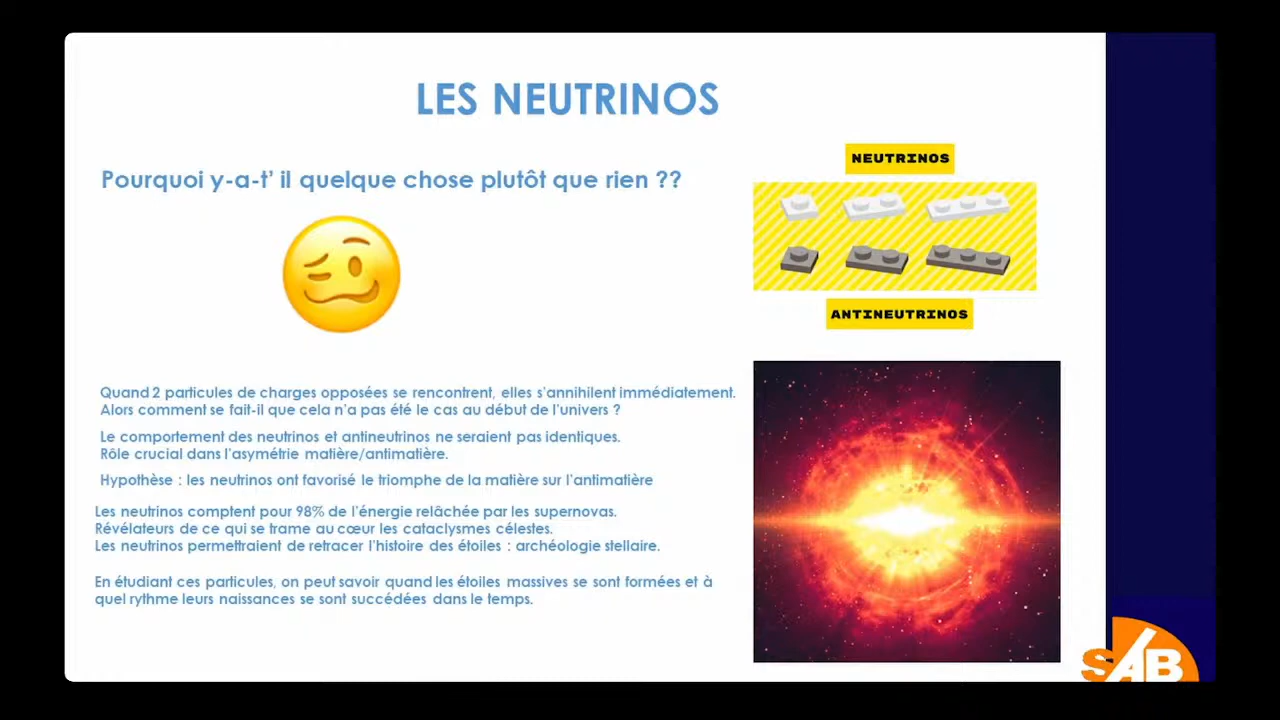 LES NEUTRINOS
Pourquoi y-a-t' il quelque chose plutôt que rien ??
NEUTRINOS
ANTINEUTRINOS
Quand 2 particules de charges opposées se rencontrent, elles s'annihilent immédiatement.
Alors comment se fait-il que cela n'a pas été le cas au début de l'univers ?
Le comportement des neutrinos et antineutrinos ne seraient pas identiques.
Rôle crucial dans l'asymétrie matière/antimatière.
Hypothèse : les neutrinos ont favorisé le triomphe de la matière sur l'antimatière
Les neutrinos comptent pour 98% de l'énergie relâchée par les supernovas.
Révélateurs de ce qui se trame au cœur les cataclysmes célestes.
Les neutrinos permettraient de retracer l'histoire des étoiles : archéologie stellaire.
En étudiant ces particules, on peut savoir quand les étoiles massives se sont formées et à
quel rythme leurs naissances se sont succédées dans le temps.
SAB